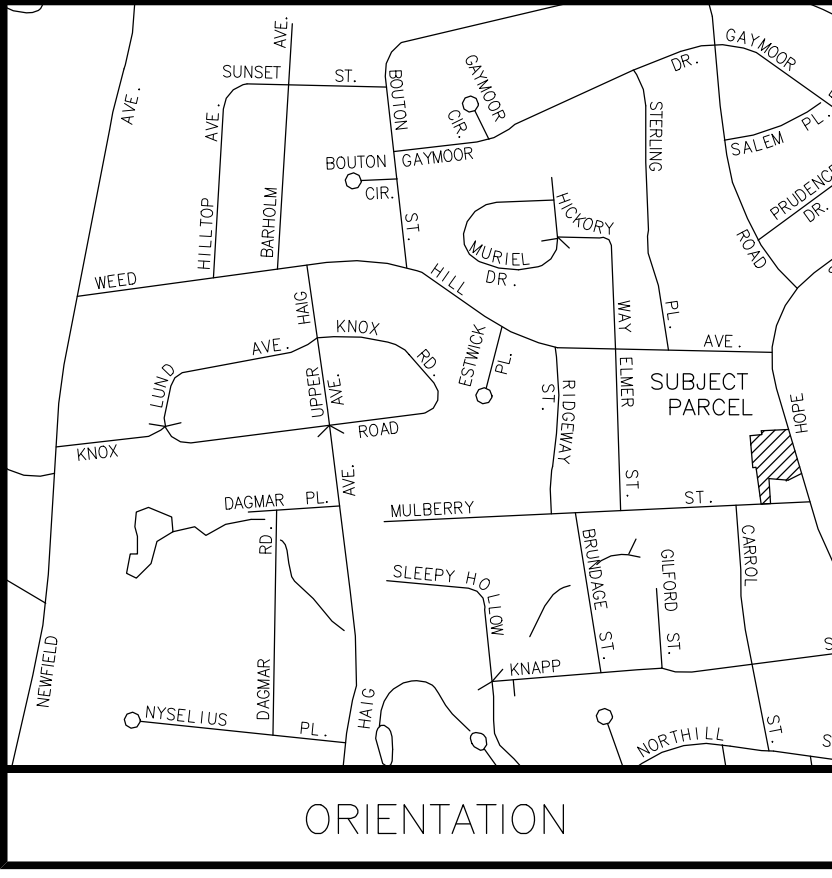 AVE.
AVE.
SUNSET ST.
HILLTOP AVE.
BARHOLM
BOUTON
ST.
GAYMOOR
CIR.
GAYMOOR
DR.
GAYMOOR
BOUTON
CIR.
STERLING
PL.
SALEM PL.
PRUDENCE
DR.
ROAD
HICKORY
WAY
MURIEL
DR.
WEED
HILL
AVE.
HAIG
KNOX
RD.
AVE.
LUND
UPPER
AVE.
ROAD
KNOX
ESTWICK
PL.
RIDGEWAY
ST.
ELMER
ST.
SUBJECT
PARCEL
HOPE
DAGMAR PL.
RD.
AVE.
MULBERRY
ST.
SLEEPY HOLLOW
BRUNDAGE
ST.
GILFORD
ST.
CARROL
ST.
KNAPP
NEWFIELD
DAGMAR
NYSELIUS
PL.
HAIG
NORTHILL
S
S
ORIENTATION